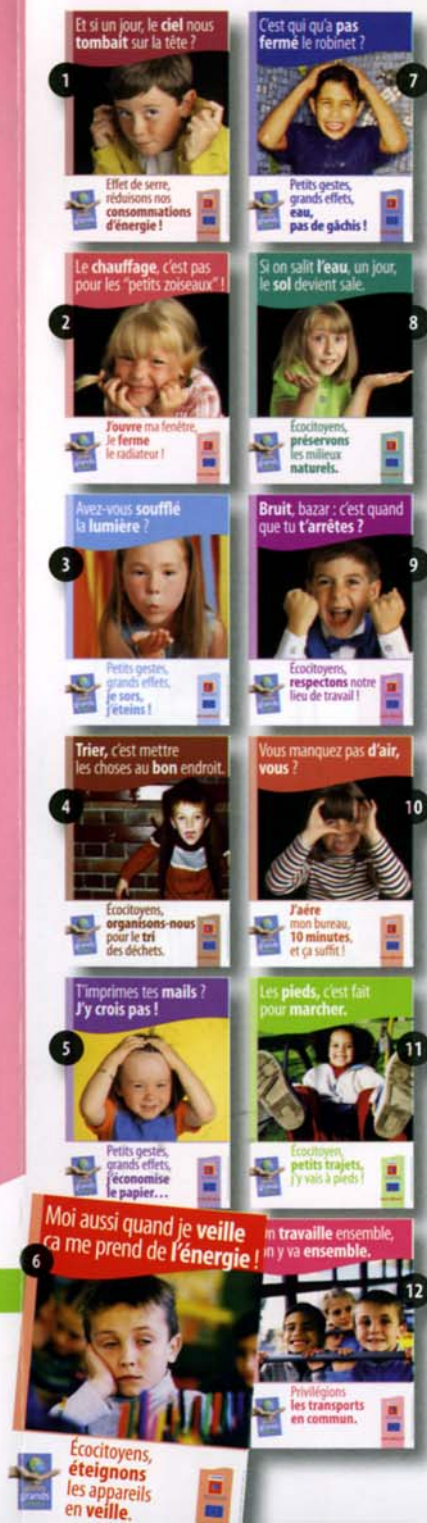 Et si un jour, le ciel nous
tombait sur la tête ?
1
Effet de serre,
réduisons nos
consommations
d'énergie !
Le chauffage, c'est pas
pour les "petits zoiseaux" !
2
J'ouvre ma fenêtre,
Je ferme
le radiateur !
Avez-vous soufflé
la lumière ?
3
Petits gestes,
grands effets,
je sors,
j'éteins !
Trier, c'est mettre
les choses au bon endroit.
4
Écocitoyens,
organisons-nous
pour le tri
des déchets.
T'imprimes tes mails ?
J'y crois pas !
5
Petits gestes,
grands effets,
j'économise
le papier...
Moi aussi quand je veille
ça me prend de l'énergie !
6
Écocitoyens,
éteignons
les appareils
en veille.
C'est qui qu'a pas
fermé le robinet ?
7
Petits gestes,
grands effets,
eau,
pas de gâchis !
Si on salit l'eau, un jour,
le sol devient sale.
8
Écocitoyens,
préservons
les milieux
naturels.
Bruit, bazar : c'est quand
que tu t'arrêtes ?
9
Écocitoyens,
respectons notre
lieu de travail !
Vous manquez pas d'air,
vous ?
10
J'aère
mon bureau,
10 minutes,
et ça suffit !
Les pieds, c'est fait
pour marcher.
11
Écocitoyen,
petits trajets,
j'y vais à pieds !
travaille ensemble,
y va ensemble.
12
Privilégions
les transports
en commun.